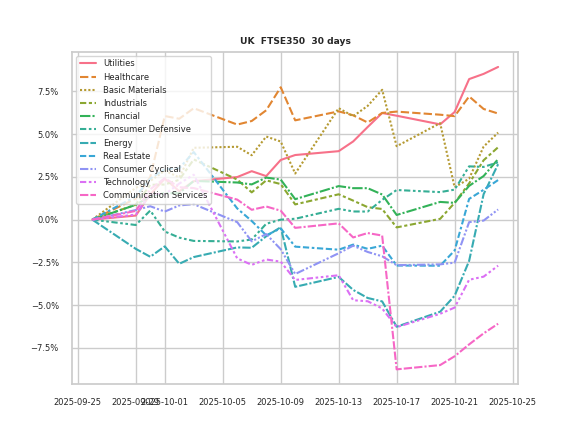 UK FTSE350 30 days
Utilities
Healthcare
Basic Materials
Industrials
Financial
Consumer Defensive
Energy
Real Estate
Consumer Cyclical
Technology
Communication Services
7.5%
5.0%
2.5%
0.0%
−2.5%
−5.0%
−7.5%
2025-09-25 2025-09-29 2025-10-01 2025-10-05 2025-10-09 2025-10-13 2025-10-17 2025-10-21 2025-10-25